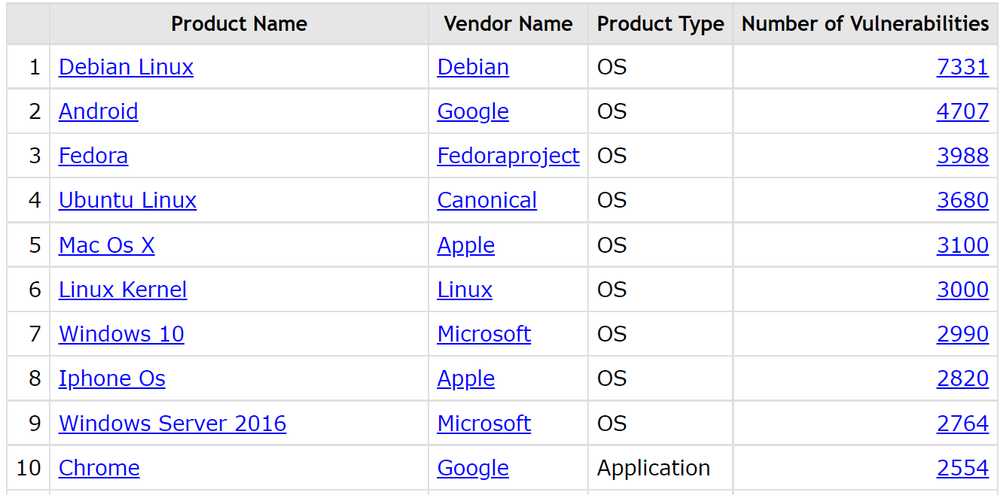 Product Name Vendor Name Product Type Number of Vulnerabilities
1 Debian Linux Debian OS 7331
2 Android Google OS 4707
3 Fedora Fedoraproject OS 3988
4 Ubuntu Linux Canonical OS 3680
5 Mac Os X Apple OS 3100
6 Linux Kernel Linux OS 3000
7 Windows 10 Microsoft OS 2990
8 Iphone Os Apple OS 2820
9 Windows Server 2016 Microsoft OS 2764
10 Chrome Google Application 2554